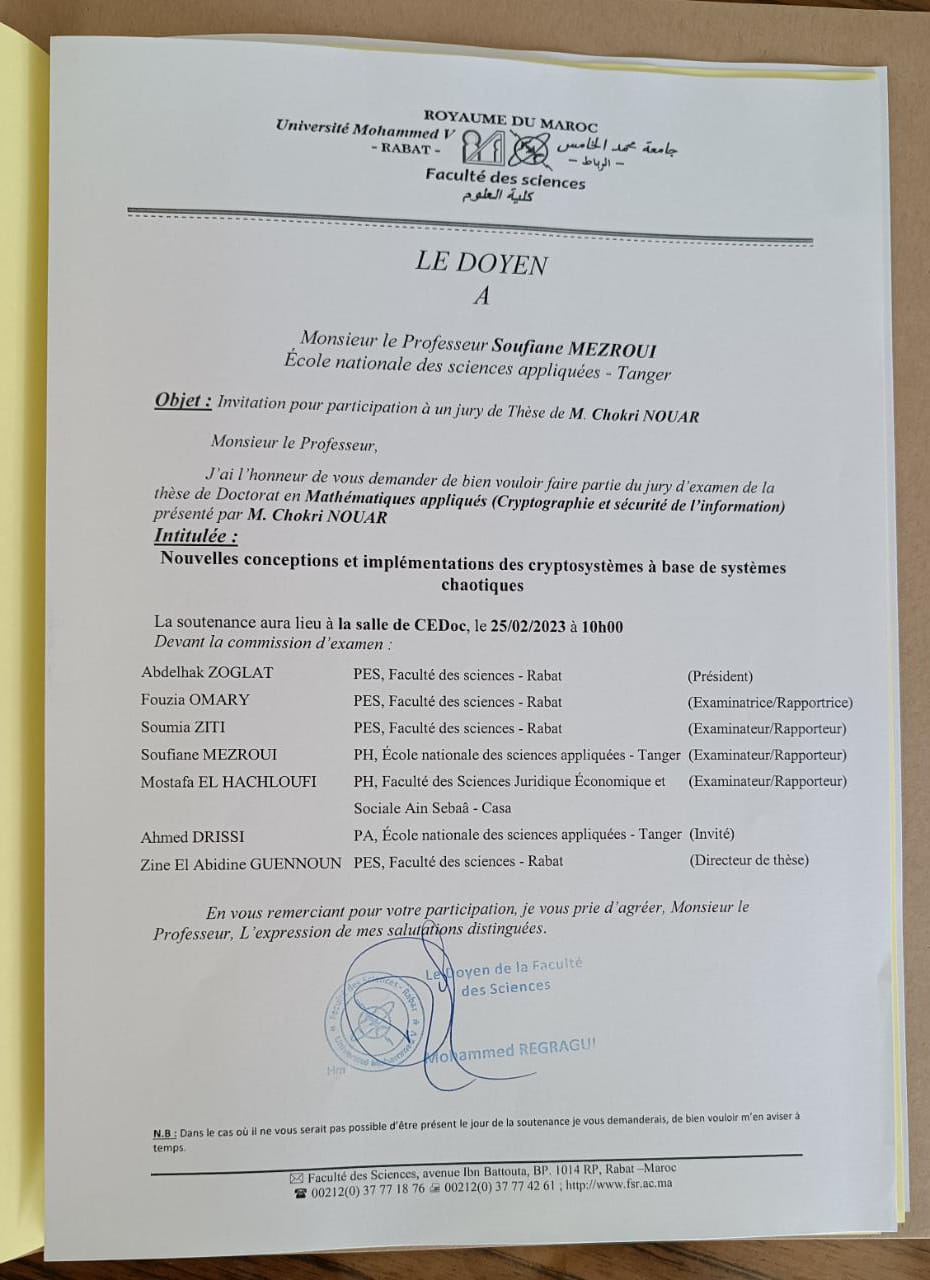 ROYAUME DU MAROC
Université Mohammed V
- RABAT -
جامعة محمد الخامس
- الرباط -
Faculté des sciences
كلية العلوم
LE DOYEN
A
Monsieur le Professeur Soufiane MEZROUI
École nationale des sciences appliquées - Tanger
Objet : Invitation pour participation à un jury de Thèse de M. Chokri NOUAR
Monsieur le Professeur,
J'ai l'honneur de vous demander de bien vouloir faire partie du jury d'examen de la
thèse de Doctorat en Mathématiques appliqués (Cryptographie et sécurité de l'information)
présenté par M. Chokri NOUAR
Intitulée :
Nouvelles conceptions et implémentations des cryptosystèmes à base de systèmes
chaotiques
La soutenance aura lieu à la salle de CEDoc, le 25/02/2023 à 10h00
Devant la commission d'examen :
Abdelhak ZOGLAT PES, Faculté des sciences - Rabat (Président)
Fouzia OMARY PES, Faculté des sciences - Rabat (Examinatrice/Rapportrice)
Soumia ZITI PES, Faculté des sciences - Rabat (Examinateur/Rapporteur)
Soufiane MEZROUI PH, École nationale des sciences appliquées - Tanger (Examinateur/Rapporteur)
Mostafa EL HACHLOUFI PH, Faculté des Sciences Juridique Économique et (Examinateur/Rapporteur)
Sociale Ain Sebaâ - Casa
Ahmed DRISSI PA, École nationale des sciences appliquées - Tanger (Invité)
Zine El Abidine GUENNOUN PES, Faculté des sciences - Rabat (Directeur de thèse)
En vous remerciant pour votre participation, je vous prie d'agréer, Monsieur le
Professeur, L'expression de mes salutations distinguées.
Le Doyen de la Faculté
des Sciences
Faculté des Sciences - Rabat
Université Mohammed V
Mohammed REGRAGUI
Hm
N.B : Dans le cas où il ne vous serait pas possible d'être présent le jour de la soutenance je vous demanderais, de bien vouloir m'en aviser à
temps.
Faculté des Sciences, avenue Ibn Battouta, BP. 1014 RP, Rabat –Maroc
00212(0) 37 77 18 76 00212(0) 37 77 42 61 ; http://www.fsr.ac.ma